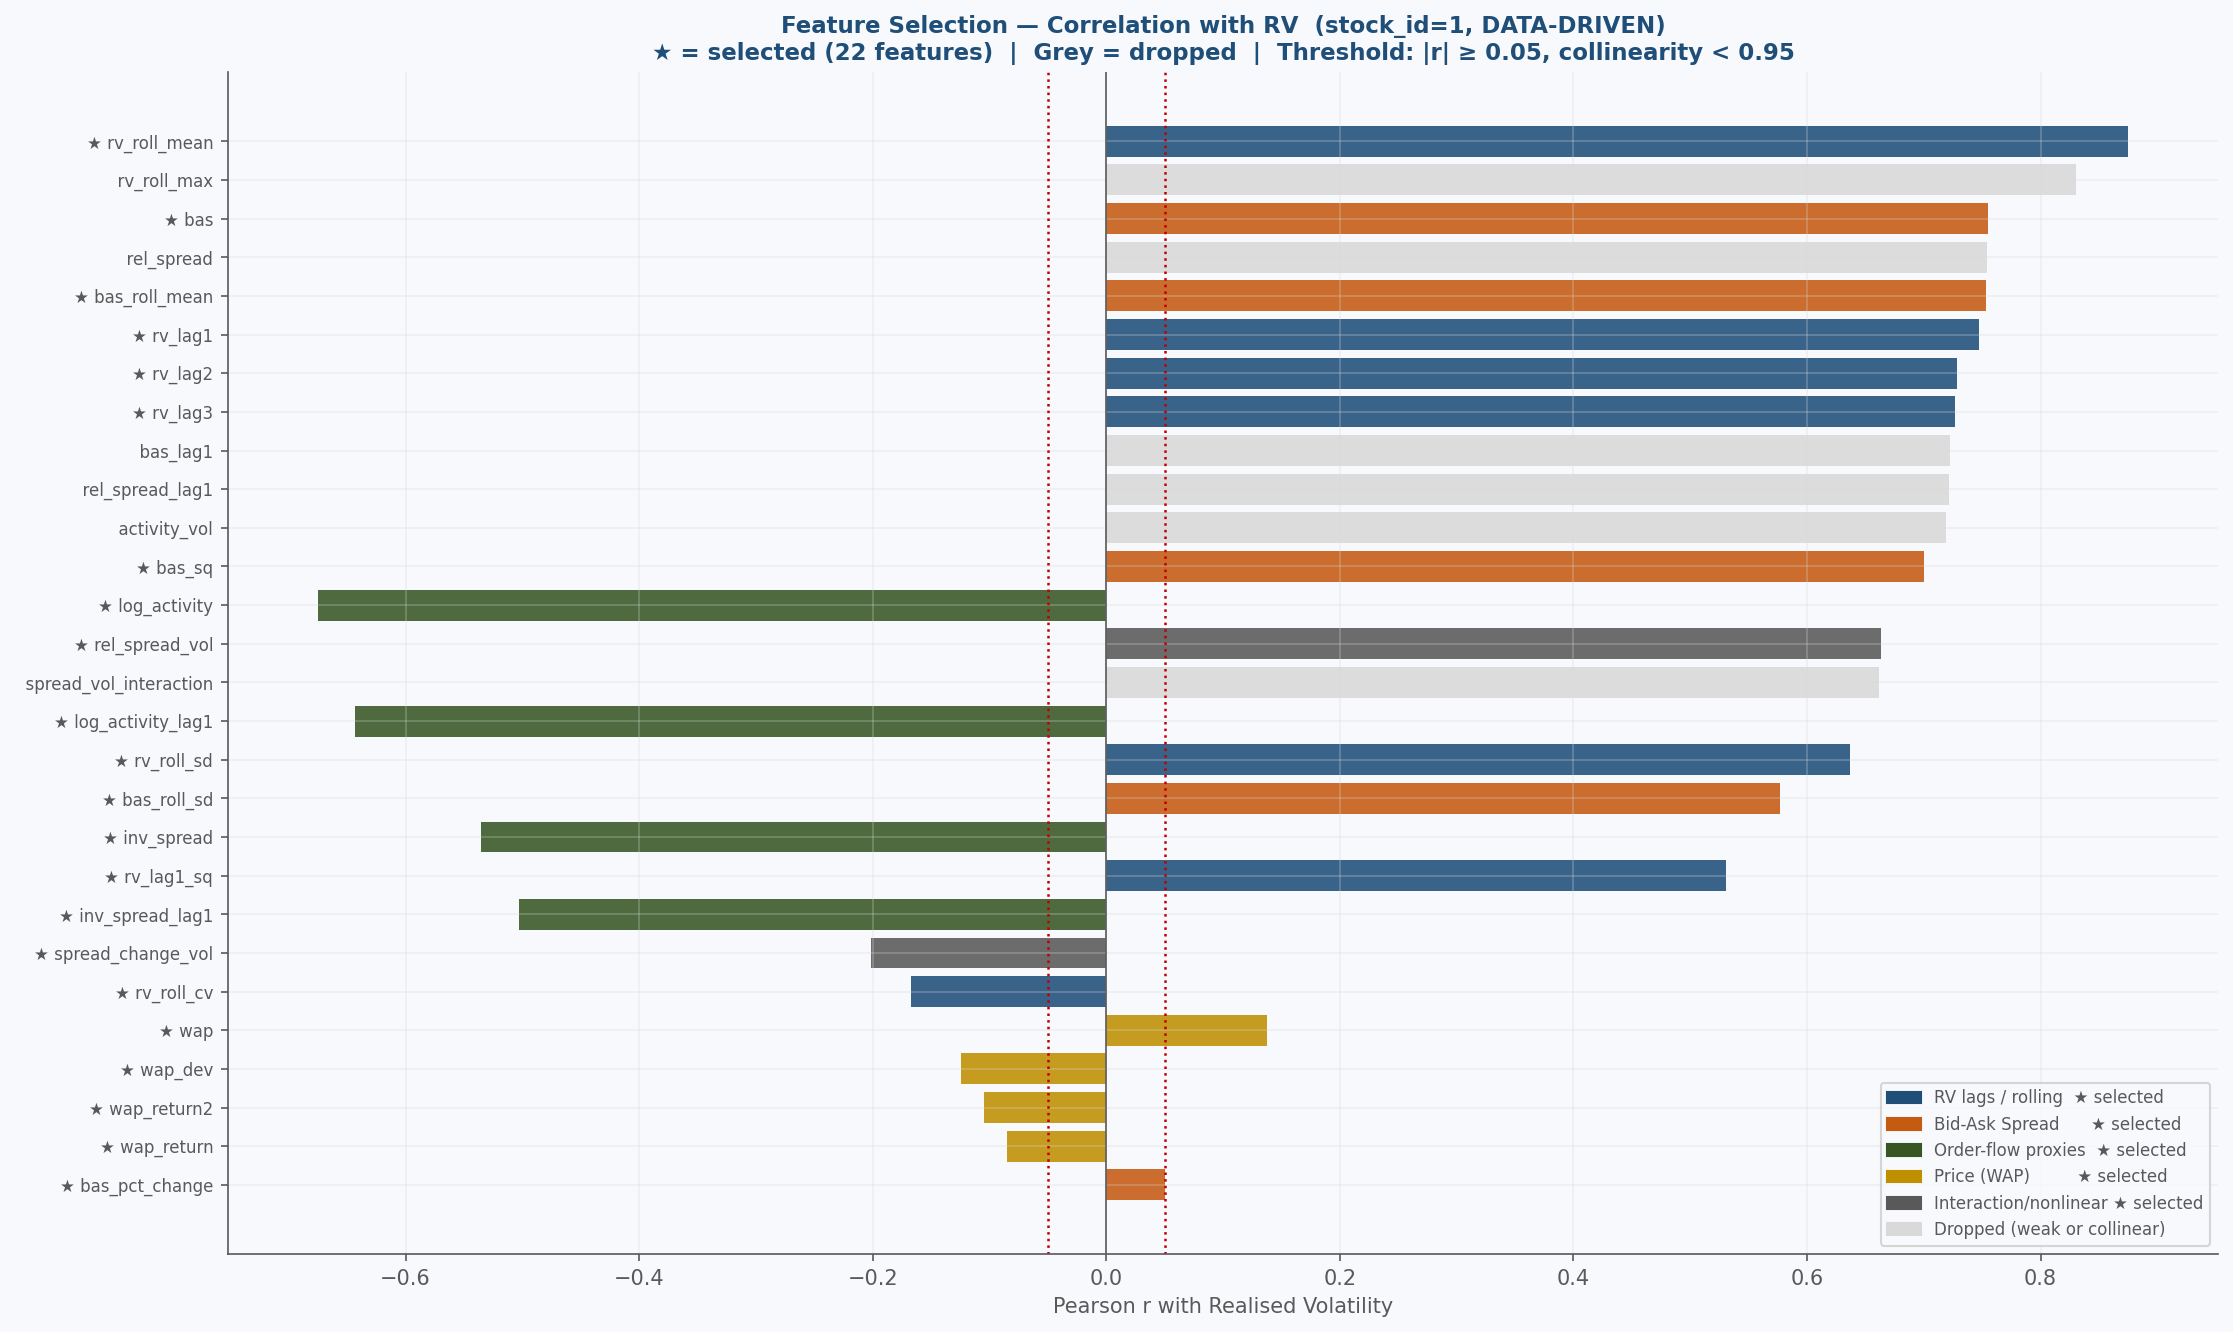 Feature Selection — Correlation with RV  (stock_id=1, DATA-DRIVEN)
★ = selected (22 features)  |  Grey = dropped  |  Threshold: |r| ≥ 0.05, collinearity < 0.95
★ rv_roll_mean
rv_roll_max
★ bas
rel_spread
★ bas_roll_mean
★ rv_lag1
★ rv_lag2
★ rv_lag3
bas_lag1
rel_spread_lag1
activity_vol
★ bas_sq
★ log_activity
★ rel_spread_vol
spread_vol_interaction
★ log_activity_lag1
★ rv_roll_sd
★ bas_roll_sd
★ inv_spread
★ rv_lag1_sq
★ inv_spread_lag1
★ spread_change_vol
★ rv_roll_cv
★ wap
★ wap_dev
★ wap_return2
★ wap_return
★ bas_pct_change
RV lags / rolling  ★ selected
Bid-Ask Spread  ★ selected
Order-flow proxies  ★ selected
Price (WAP)  ★ selected
Interaction/nonlinear ★ selected
Dropped (weak or collinear)
−0.6 −0.4 −0.2 0.0 0.2 0.4 0.6 0.8
Pearson r with Realised Volatility